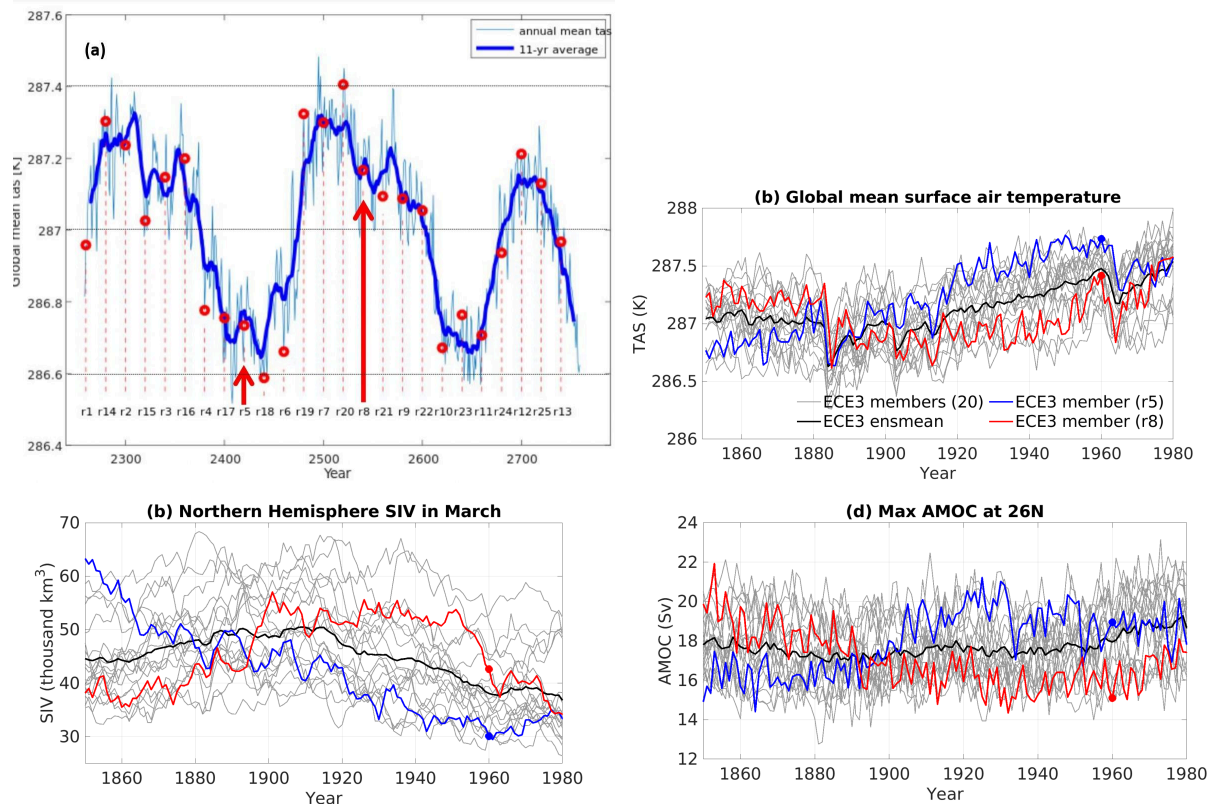 287.6
287.4
287.2
287
286.8
286.6
286.4
Global mean tas [K]
(a)
annual mean tas
11-yr average
r1 r14 r2 r15 r3 r16 r4 r17 r5 r18 r6 r19 r7 r20 r8 r21 r9 r22 r10 r23 r11 r24 r12 r25 r13
2300 2400 2500 2600 2700
Year
(b) Global mean surface air temperature
288
287.5
287
286.5
286
TAS (K)
ECE3 members (20) ECE3 member (r5)
ECE3 ensmean ECE3 member (r8)
1860 1880 1900 1920 1940 1960 1980
Year
(b) Northern Hemisphere SIV in March
70
60
50
40
30
SIV (thousand km³)
1860 1880 1900 1920 1940 1960 1980
Year
(d) Max AMOC at 26N
24
22
20
18
16
14
12
AMOC (Sv)
1860 1880 1900 1920 1940 1960 1980
Year